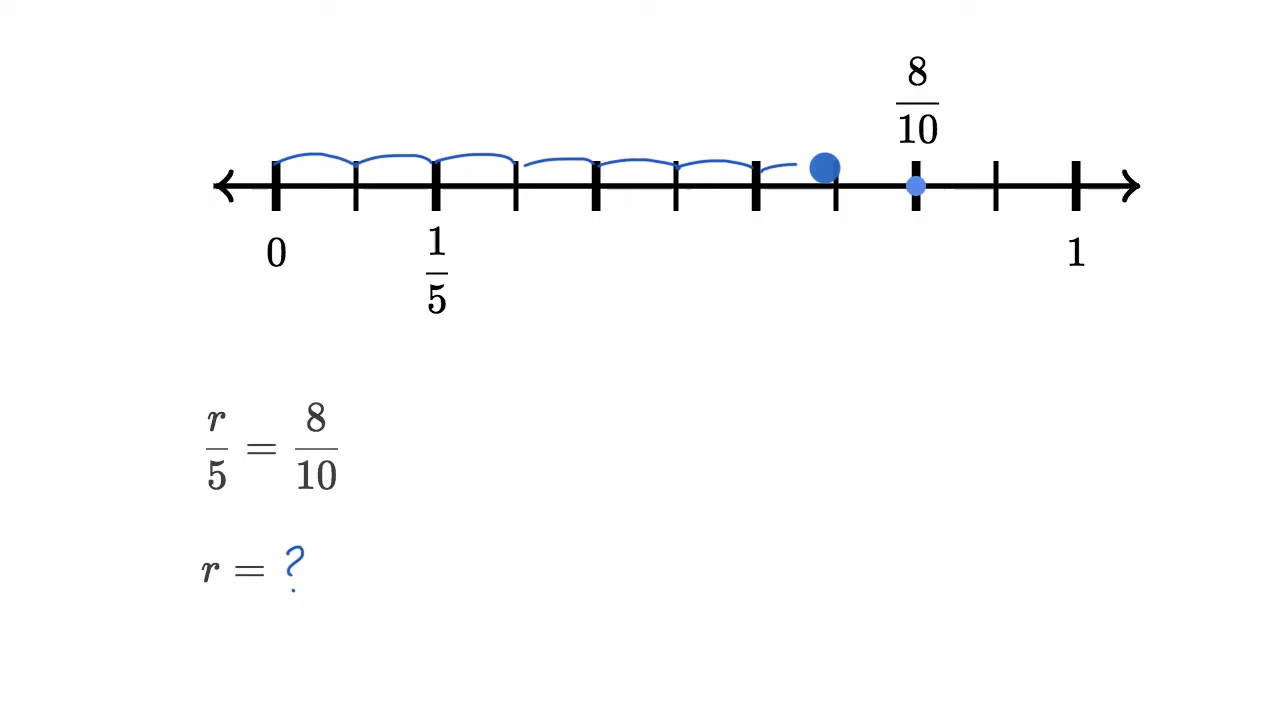 8/10
0 1/5 1
r/5 = 8/10
r = ?